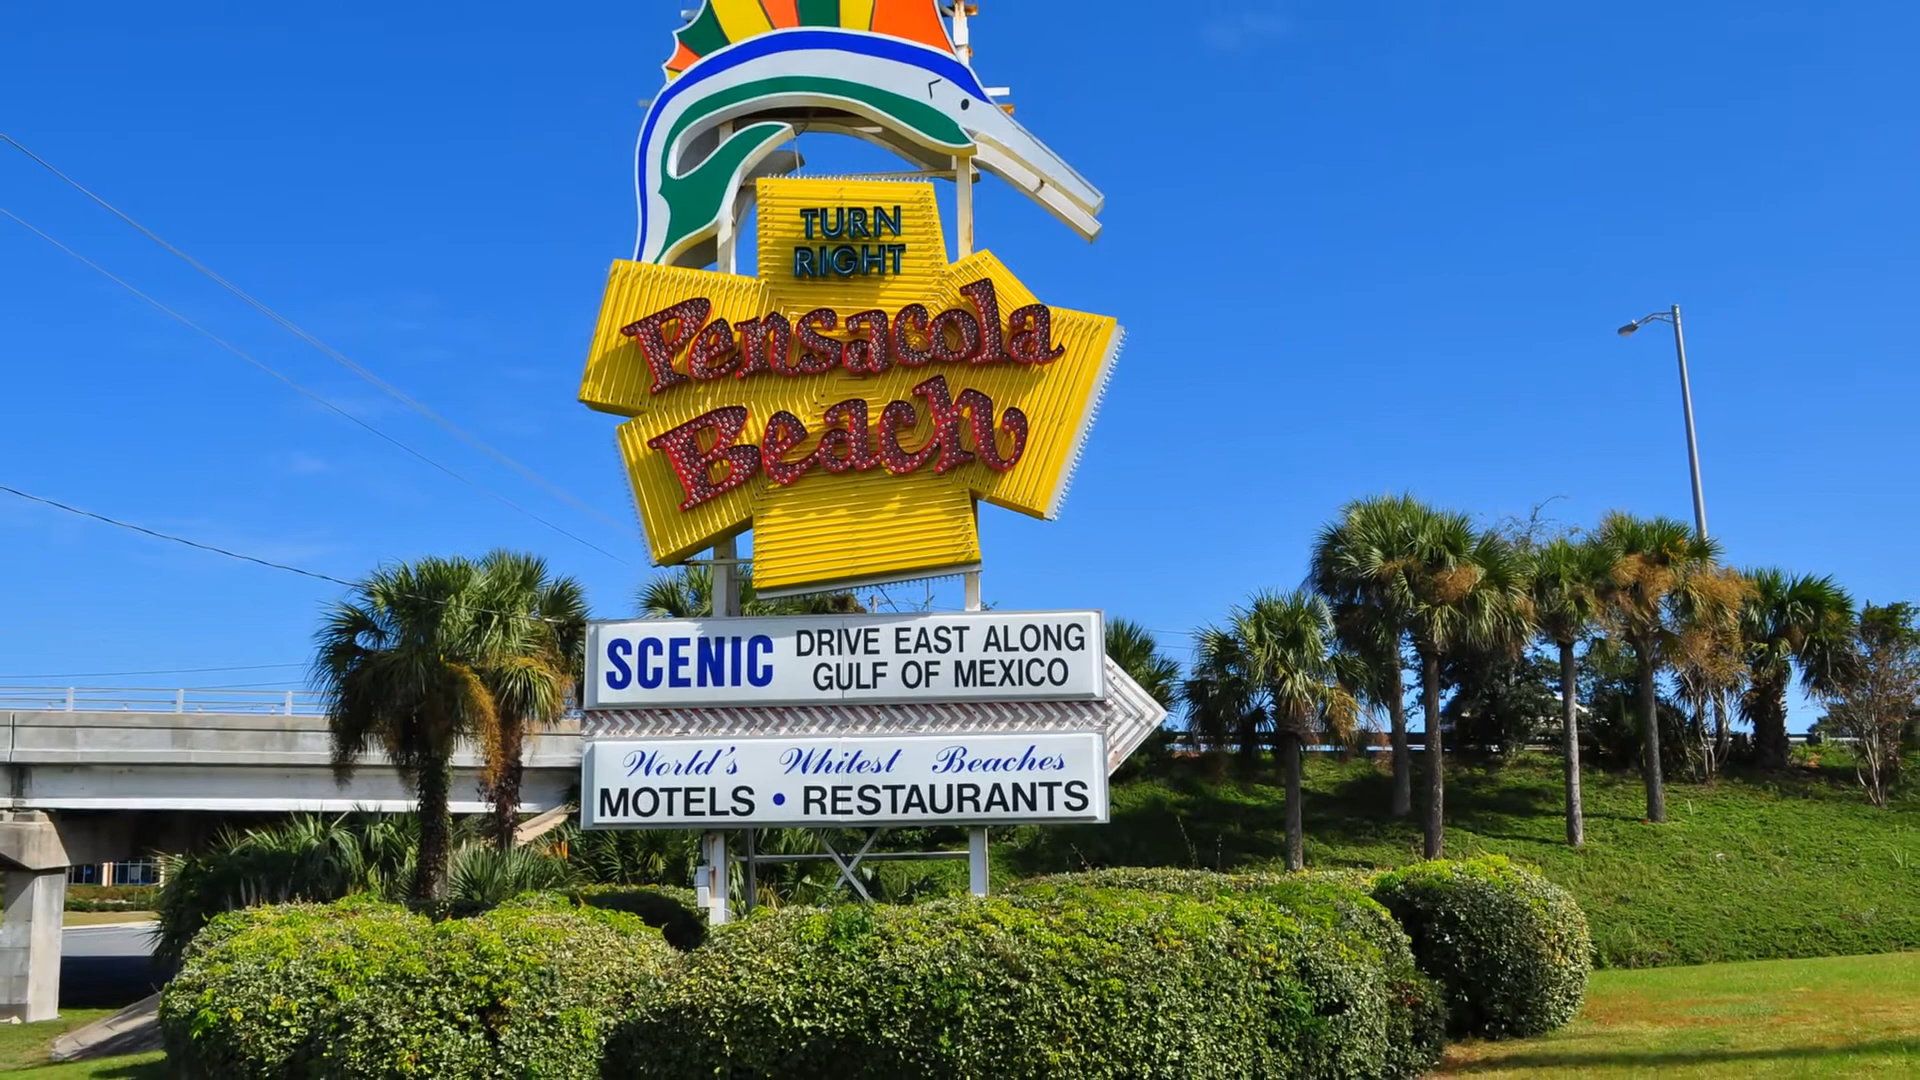 TURN
RIGHT
Pensacola
Beach
SCENIC DRIVE EAST ALONG
GULF OF MEXICO
World's Whitest Beaches
MOTELS • RESTAURANTS